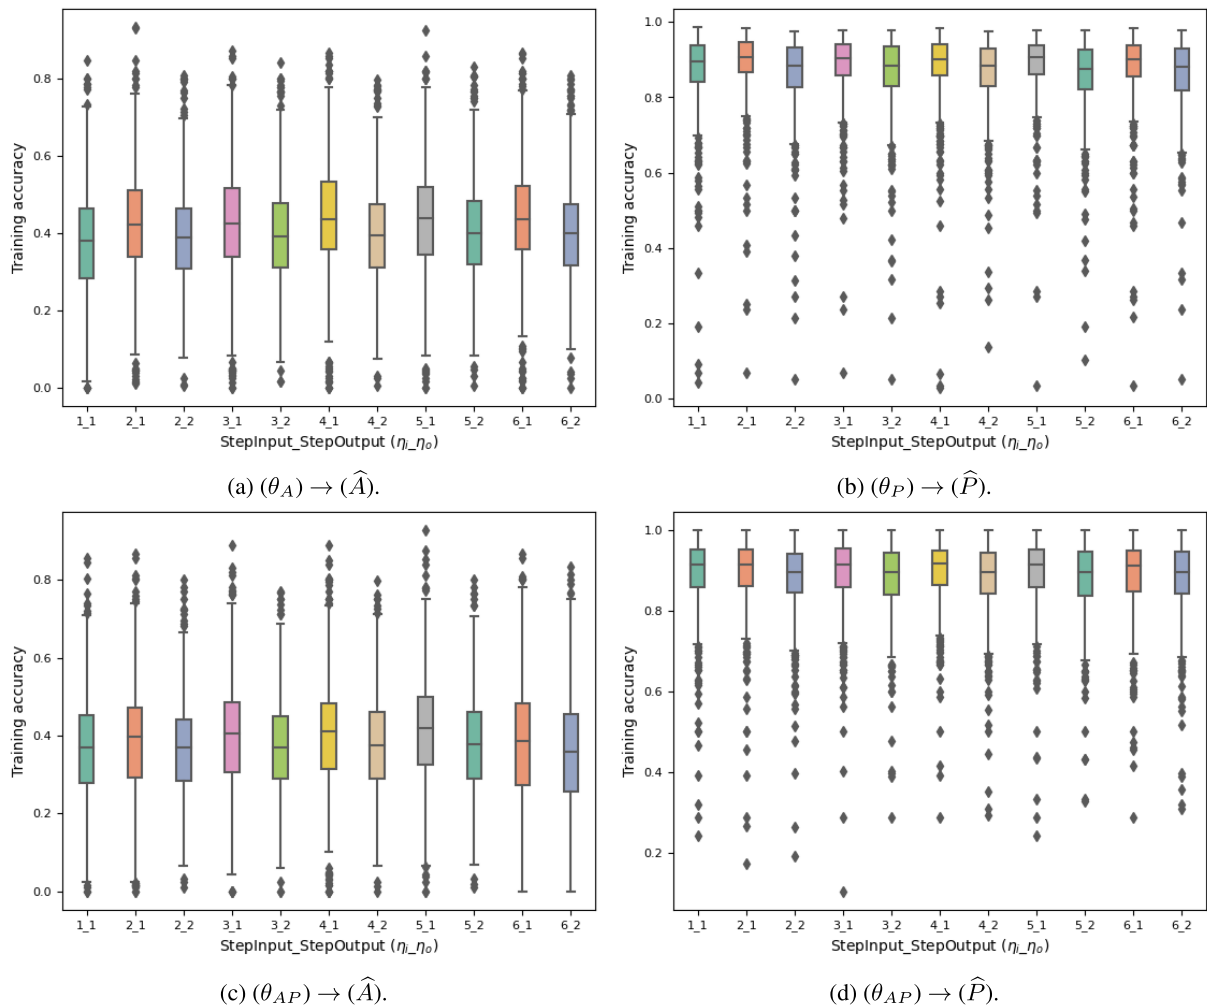 Training accuracy
0.8
0.6
0.4
0.2
0.0
1_1 2_1 2_2 3_1 3_2 4_1 4_2 5_1 5_2 6_1 6_2
StepInput_StepOutput (ηi_ηo)
(a) (θA) → (Â).
Training accuracy
1.0
0.8
0.6
0.4
0.2
0.0
1_1 2_1 2_2 3_1 3_2 4_1 4_2 5_1 5_2 6_1 6_2
StepInput_StepOutput (ηi_ηo)
(b) (θP) → (P̂).
Training accuracy
0.8
0.6
0.4
0.2
0.0
1_1 2_1 2_2 3_1 3_2 4_1 4_2 5_1 5_2 6_1 6_2
StepInput_StepOutput (ηi_ηo)
(c) (θAP) → (Â).
Training accuracy
1.0
0.8
0.6
0.4
0.2
1_1 2_1 2_2 3_1 3_2 4_1 4_2 5_1 5_2 6_1 6_2
StepInput_StepOutput (ηi_ηo)
(d) (θAP) → (P̂).